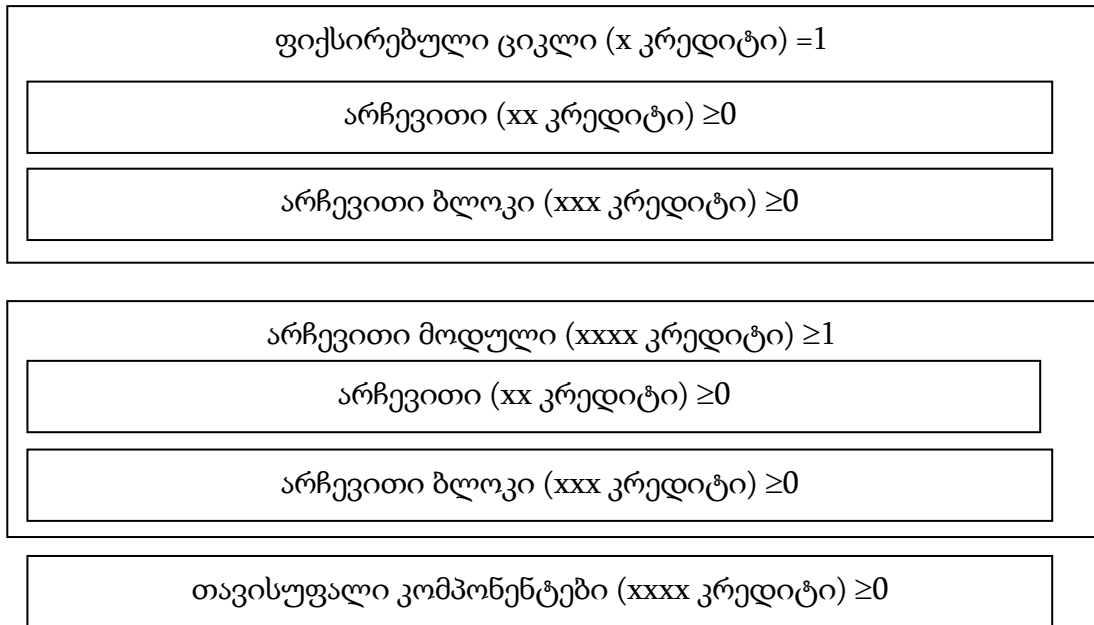 ფიქსირებული ციკლი (x კრედიტი) =1
არჩევითი (xx კრედიტი) ≥0
არჩევითი ბლოკი (xxx კრედიტი) ≥0
არჩევითი მოდული (xxxx კრედიტი) ≥1
არჩევითი (xx კრედიტი) ≥0
არჩევითი ბლოკი (xxx კრედიტი) ≥0
თავისუფალი კომპონენტები (xxxx კრედიტი) ≥0